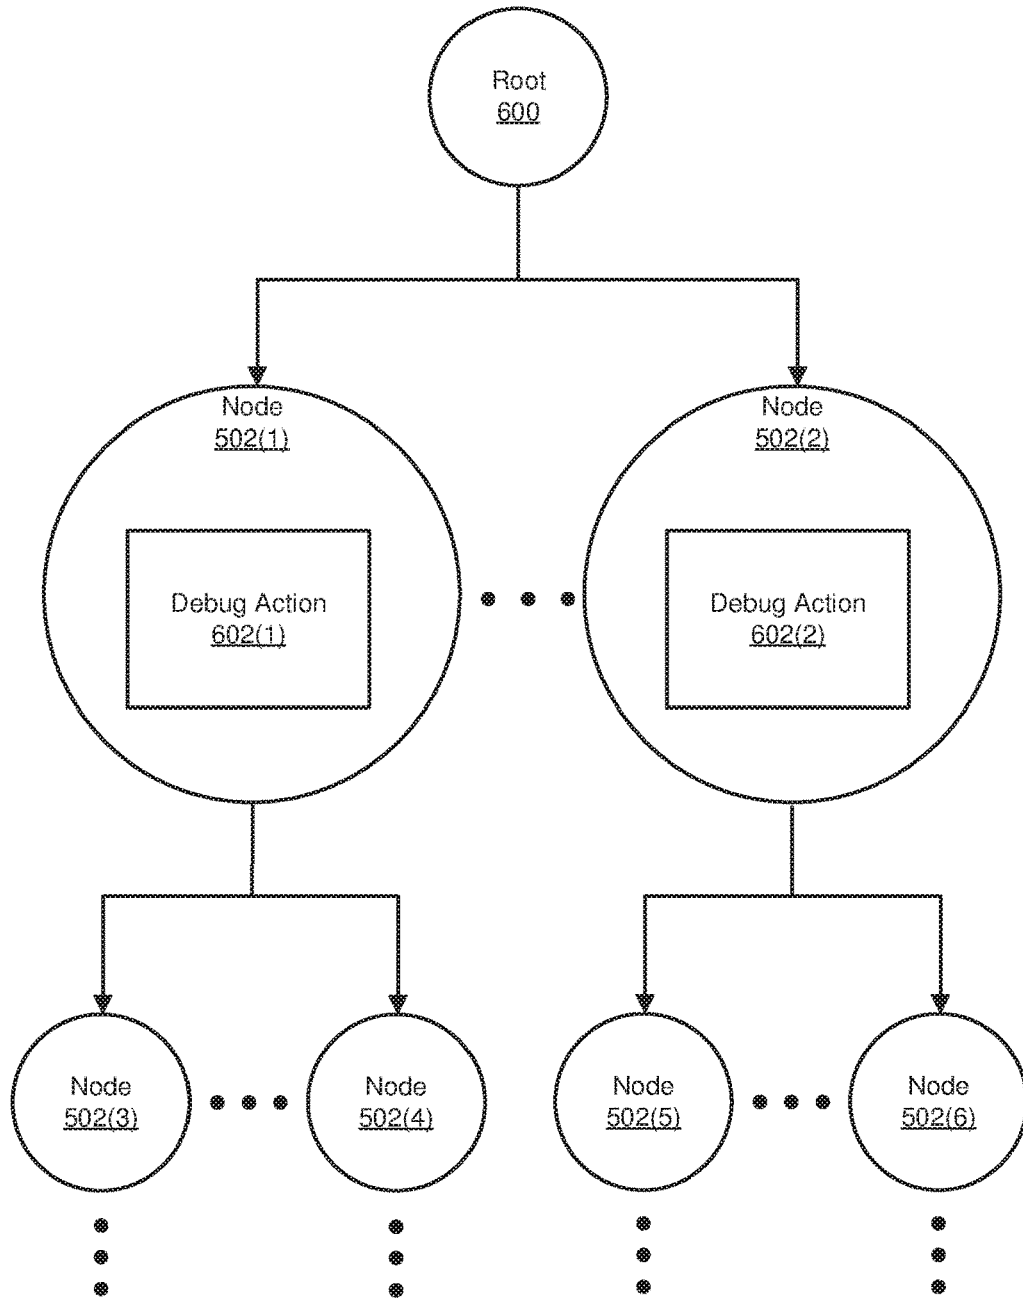 Root
600
Node
502(1)
Node
502(2)
Debug Action
602(1)
Debug Action
602(2)
Node
502(3)
Node
502(4)
Node
502(5)
Node
502(6)